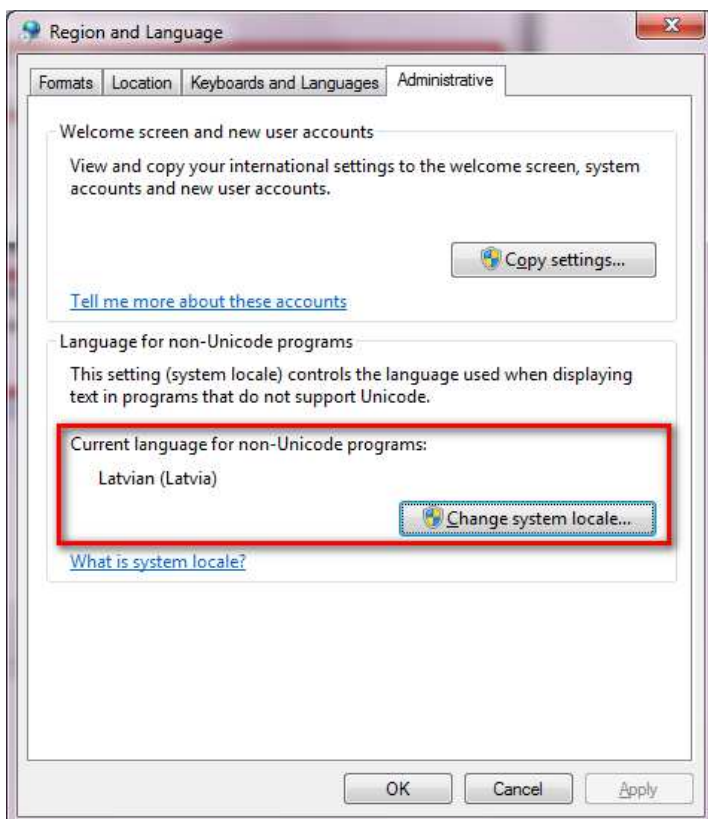 Region and Language
Formats Location Keyboards and Languages Administrative
Welcome screen and new user accounts
View and copy your international settings to the welcome screen, system
accounts and new user accounts.
Copy settings...
Tell me more about these accounts
Language for non-Unicode programs
This setting (system locale) controls the language used when displaying
text in programs that do not support Unicode.
Current language for non-Unicode programs:
Latvian (Latvia)
Change system locale...
What is system locale?
OK Cancel Apply